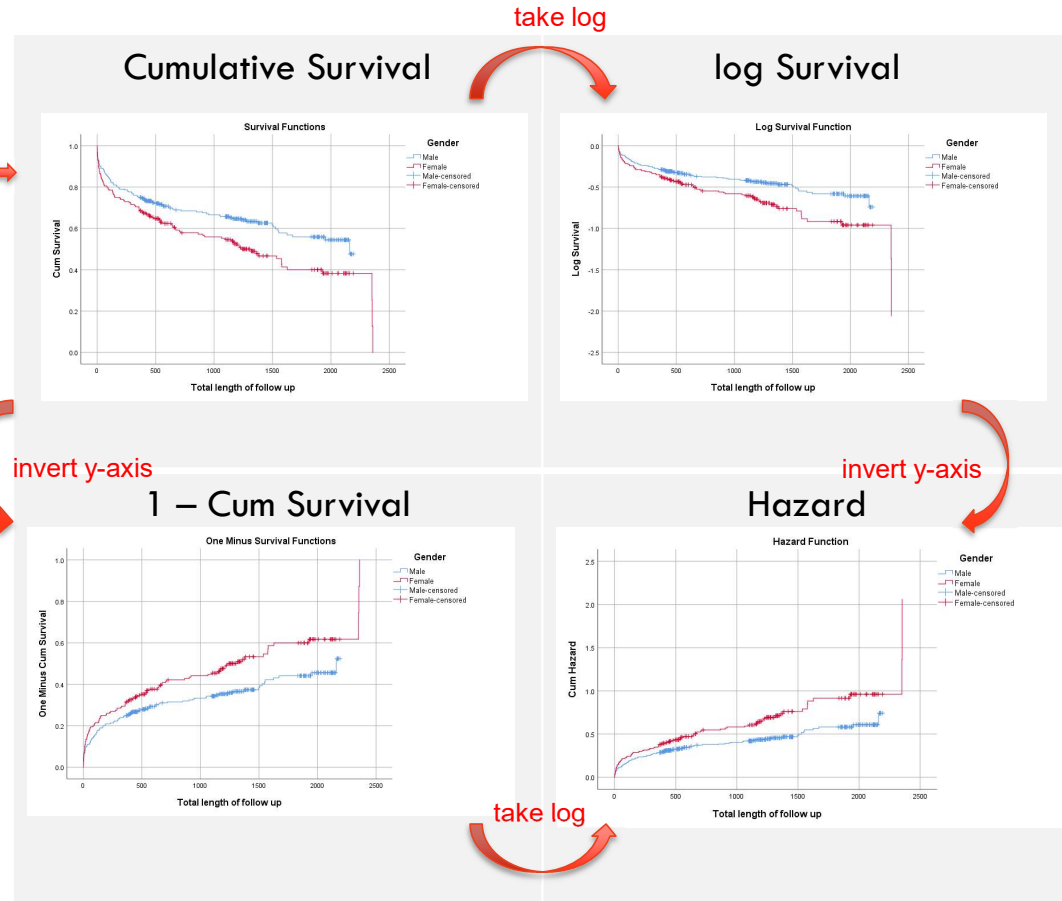 take log
Cumulative Survival
Survival Functions
Cum Survival
1.0
0.8
0.6
0.4
0.2
0.0
0
500
1000
1500
2000
2500
Total length of follow up
Gender
Male
Female
Male-censored
Female-censored
log Survival
Log Survival Function
Log Survival
0.0
-0.5
-1.0
-1.5
-2.0
-2.5
0
500
1000
1500
2000
2500
Total length of follow up
Gender
Male
Female
Male-censored
Female-censored
invert y-axis
invert y-axis
1 – Cum Survival
One Minus Survival Functions
One Minus Cum Survival
1.0
0.8
0.6
0.4
0.2
0.0
0
500
1000
1500
2000
2500
Total length of follow up
Gender
Male
Female
Male-censored
Female-censored
Hazard
Hazard Function
Cum Hazard
2.5
2.0
1.5
1.0
0.5
0.0
0
500
1000
1500
2000
2500
Total length of follow up
Gender
Male
Female
Male-censored
Female-censored
take log